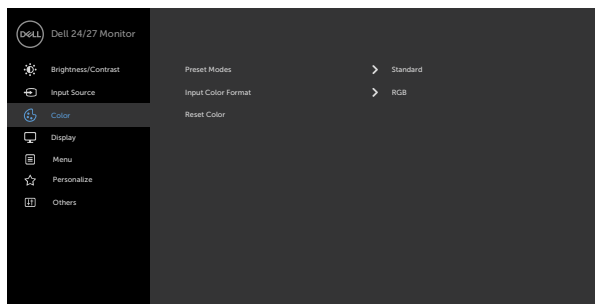 DELL Dell 24/27 Monitor
Brightness/Contrast
Input Source
Color
Display
Menu
Personalize
Others
Preset Modes Standard
Input Color Format RGB
Reset Color